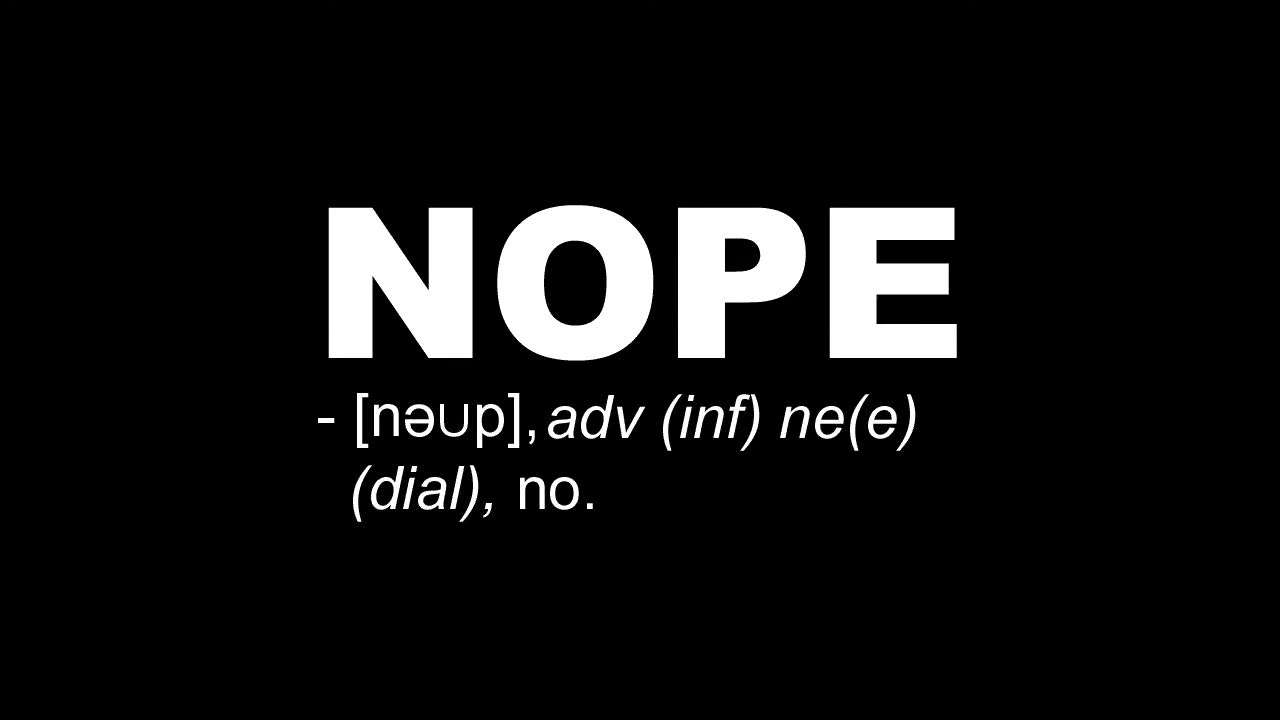 NOPE
- [nəʊp], adv (inf) ne(e)
(dial), no.